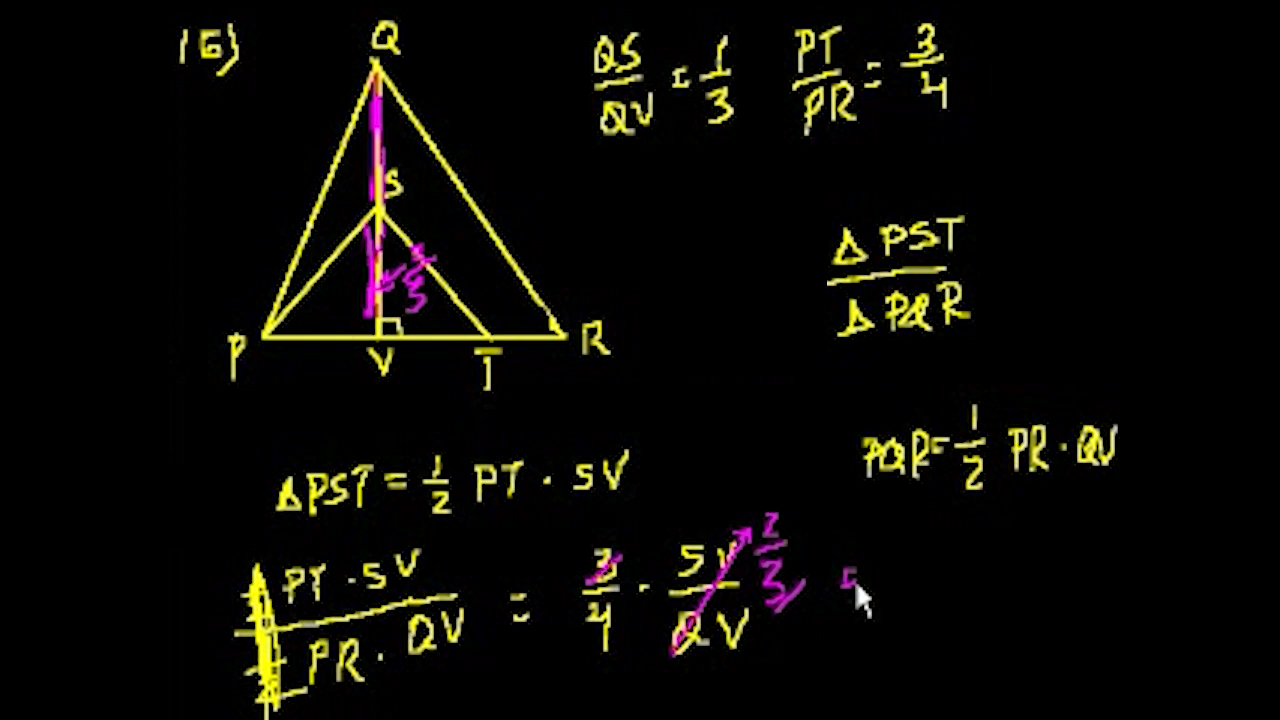 15)
Q
QS/QV = 1/3 PT/PR = 3/4
S
2/3
Δ PST / Δ PQR
P V T R
Δ PST = 1/2 PT · SV
PQR = 1/2 PR · QV
PT · SV / PR · QV = 3/4 · SV/QV 2/3 =